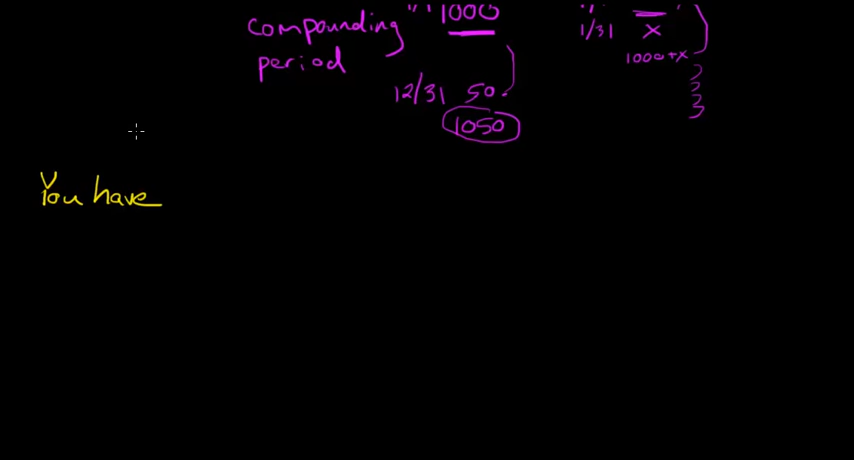 compounding 1000
period
12/31 50.
1050
1/31 x
1000+x
You have